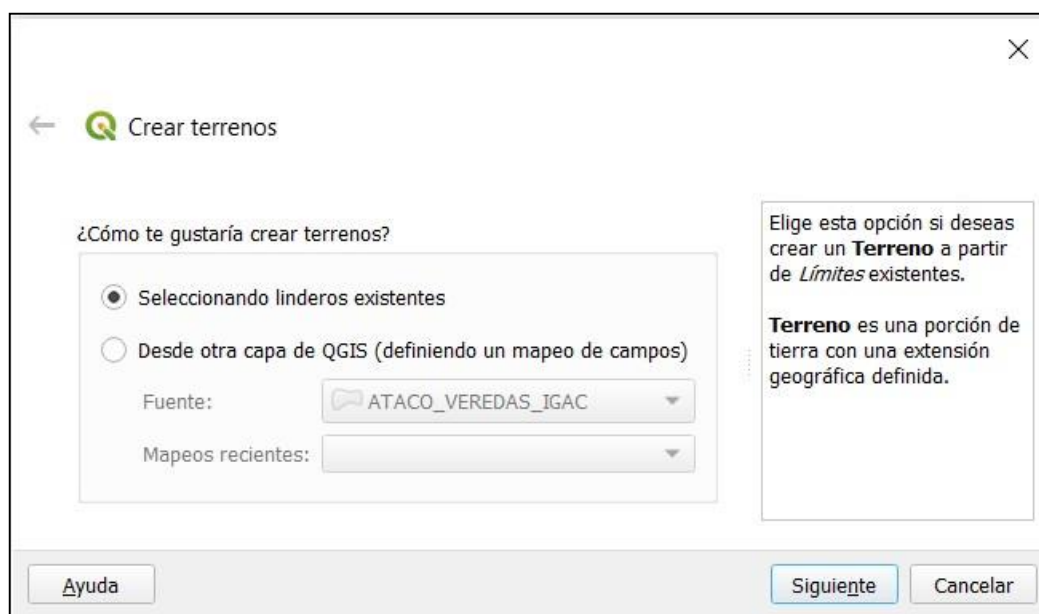 Crear terrenos
¿Cómo te gustaría crear terrenos?
Seleccionando linderos existentes
Desde otra capa de QGIS (definiendo un mapeo de campos)
Fuente: ATACO_VEREDAS_IGAC
Mapeos recientes:
Elige esta opción si deseas
crear un Terreno a partir
de Límites existentes.
Terreno es una porción de
tierra con una extensión
geográfica definida.
Ayuda Siguiente Cancelar